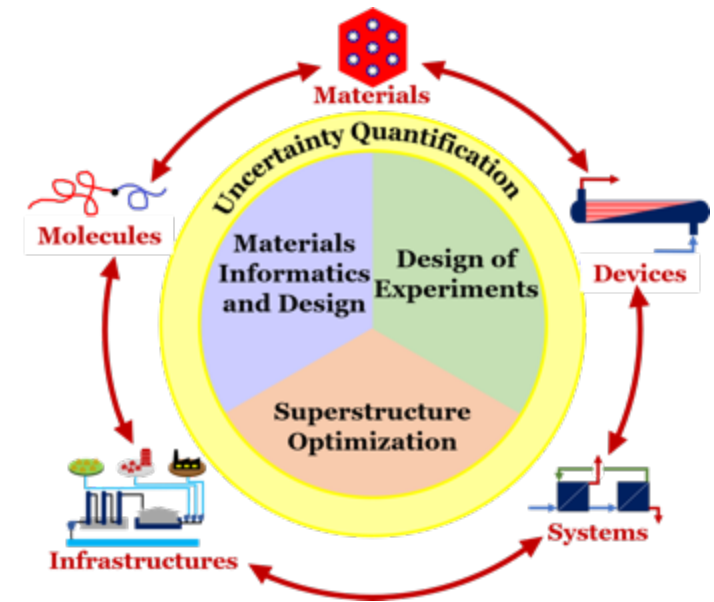 Materials
Uncertainty Quantification
Molecules
Materials
Informatics
and Design
Design of
Experiments
Devices
Superstructure
Optimization
Systems
Infrastructures